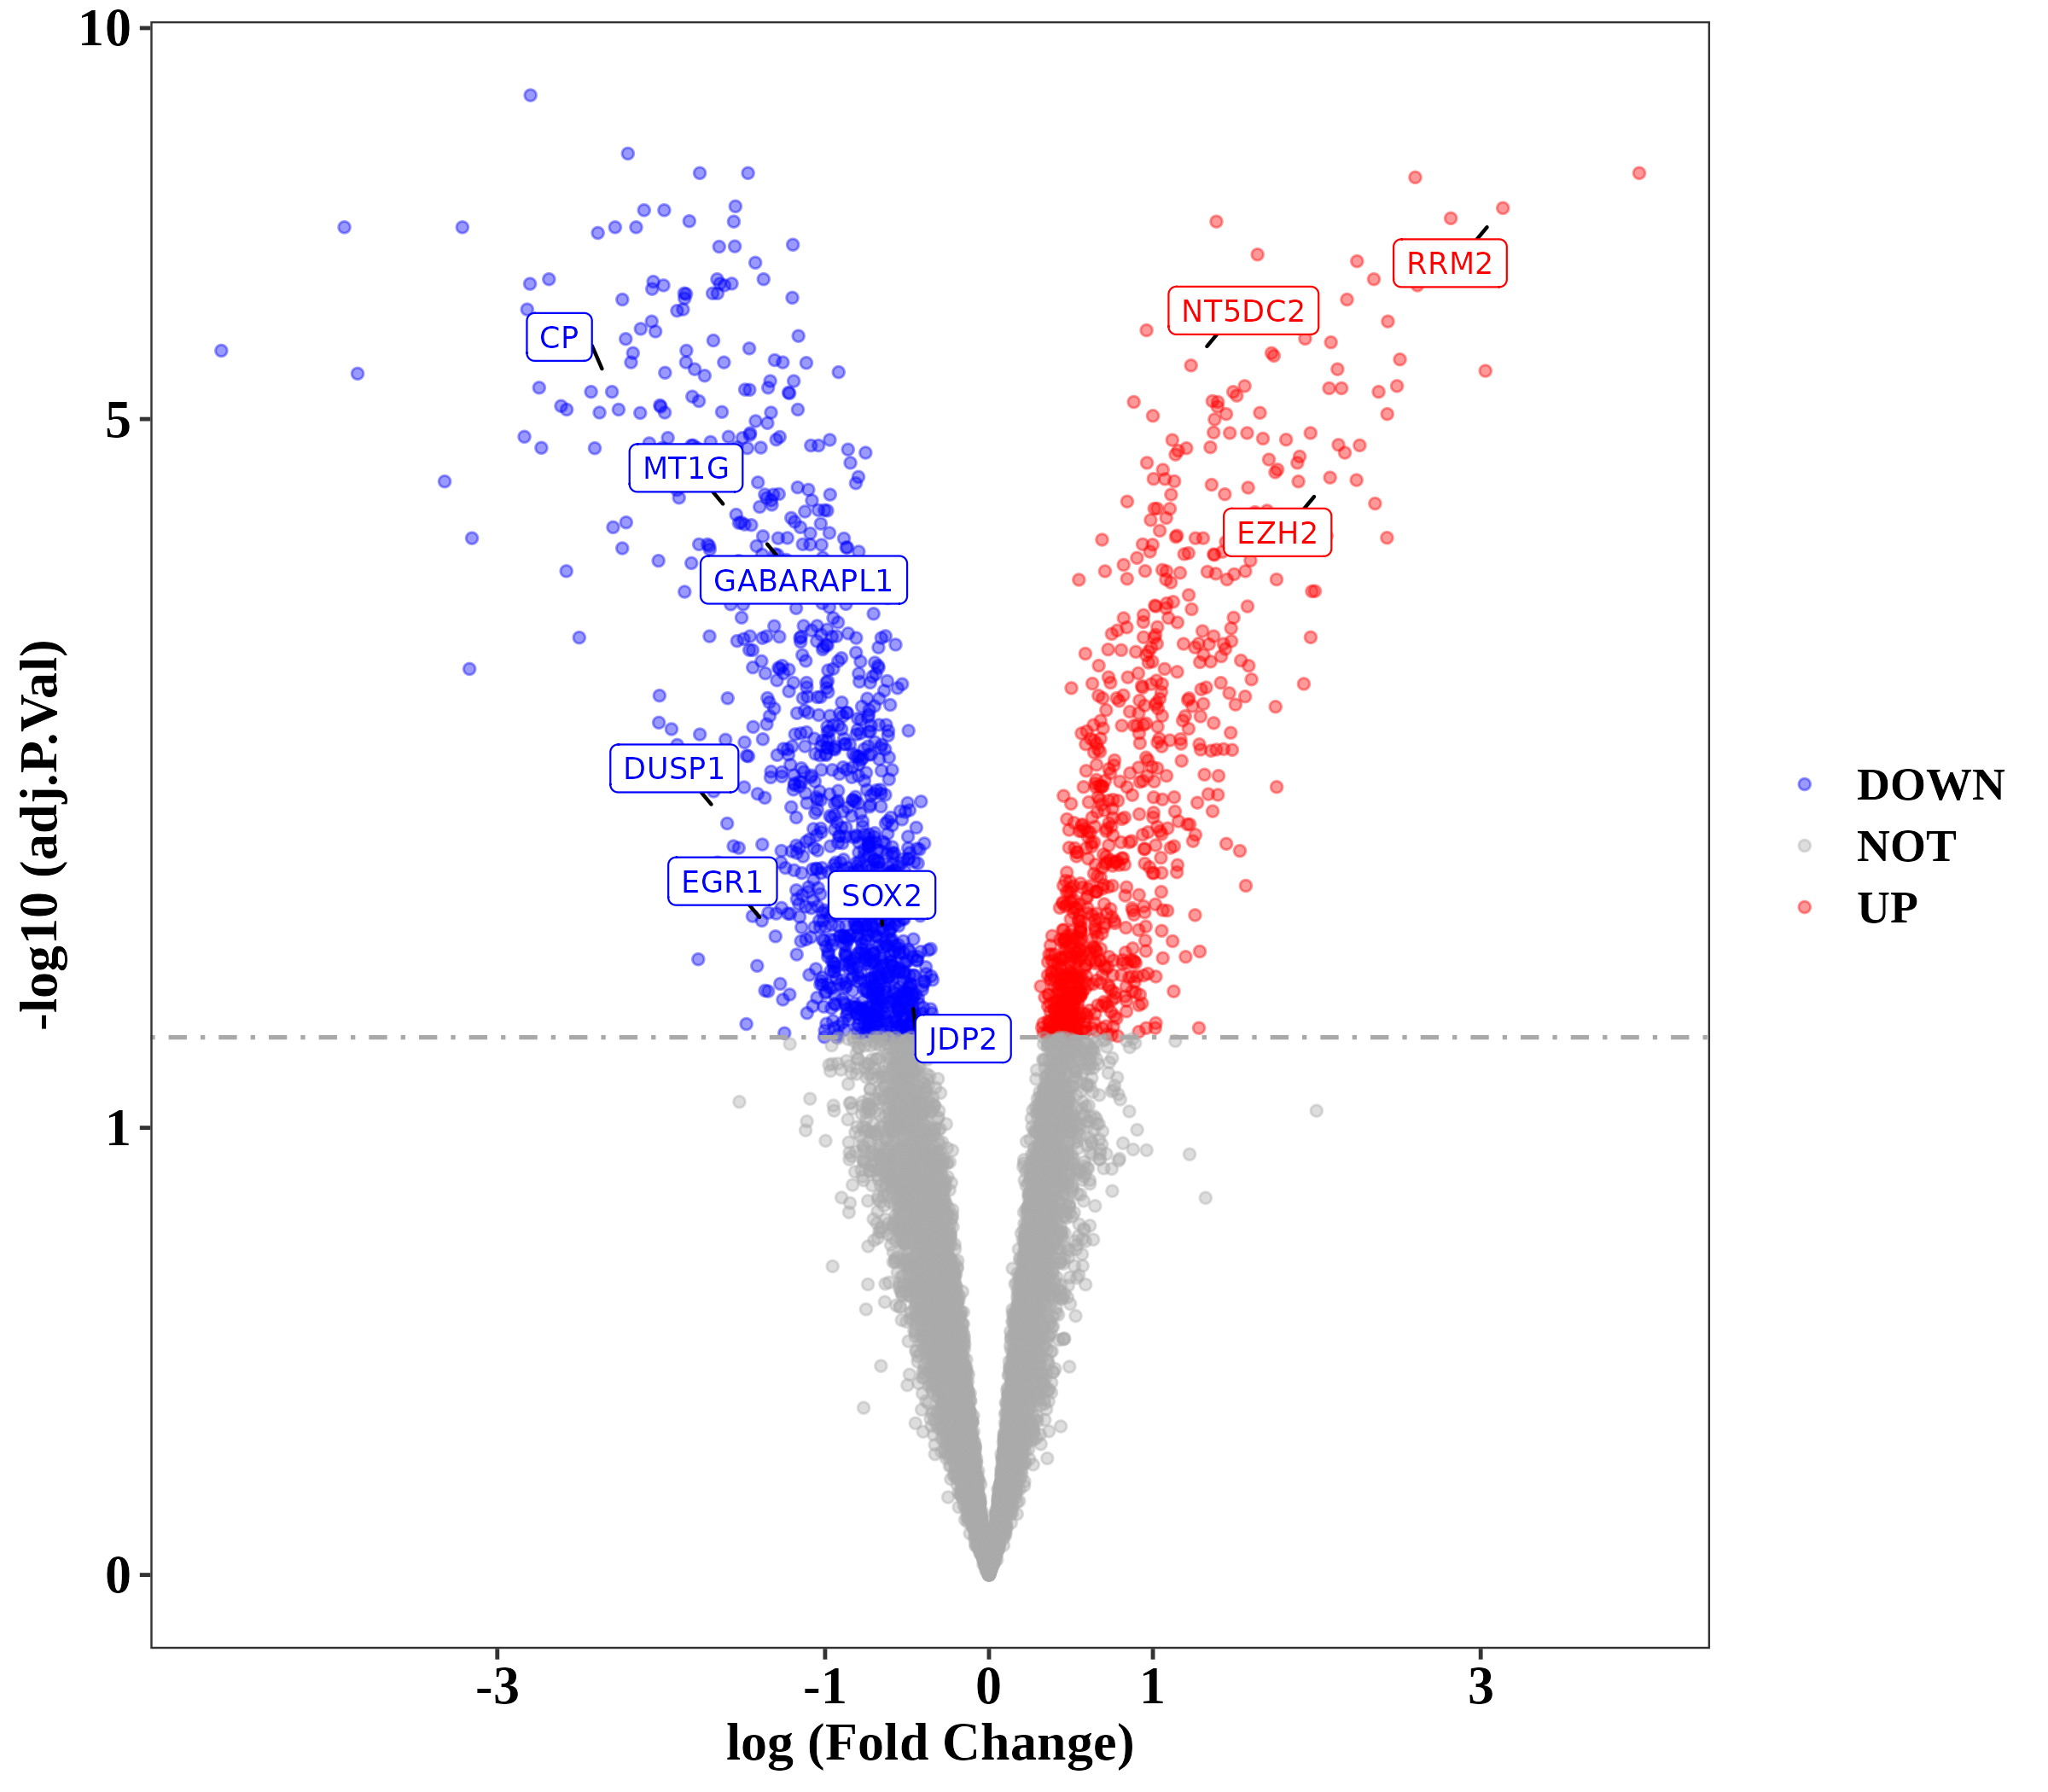 10
5
1
0
-log10 (adj.P.Val)
RRM2
NT5DC2
CP
MT1G
EZH2
GABARAPL1
DUSP1
EGR1
SOX2
JDP2
DOWN
NOT
UP
-3 -1 0 1 3
log (Fold Change)